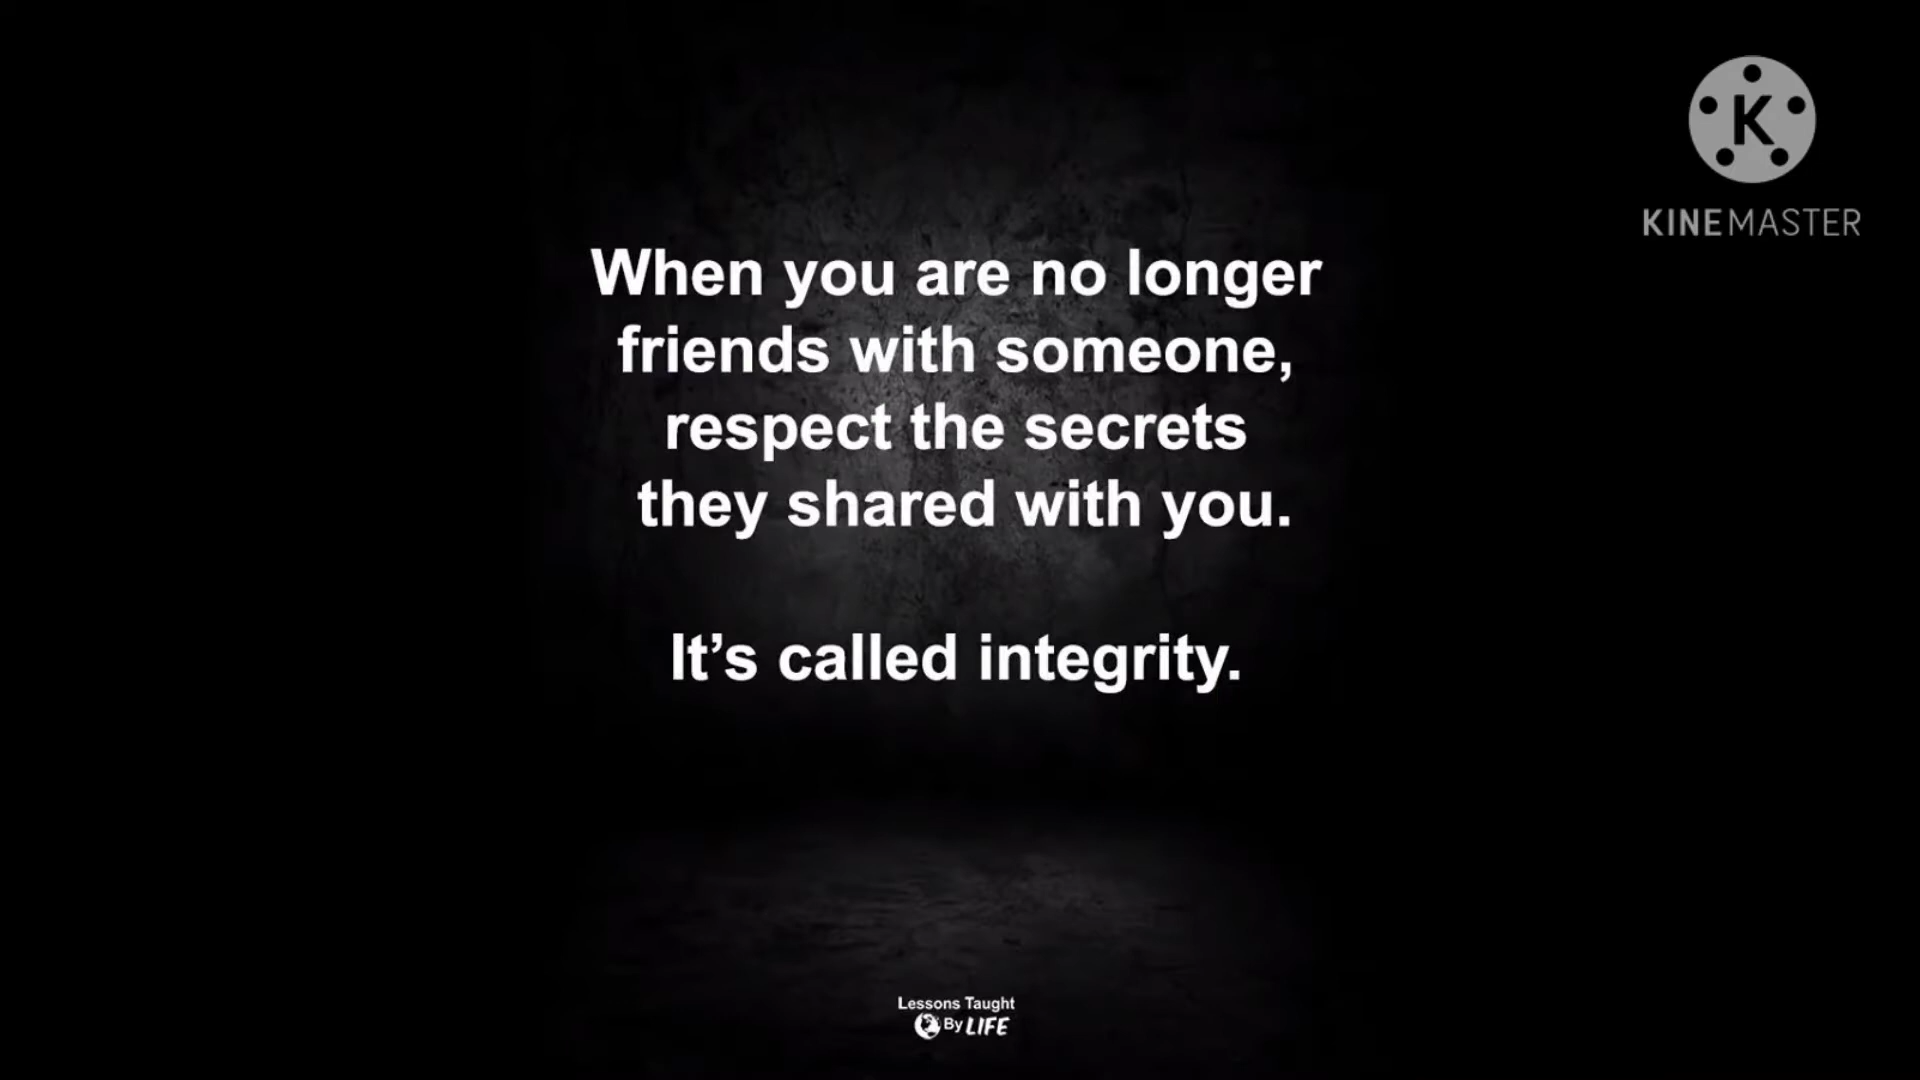 K
KINEMASTER
When you are no longer
friends with someone,
respect the secrets
they shared with you.
It’s called integrity.
Lessons Taught
By LIFE